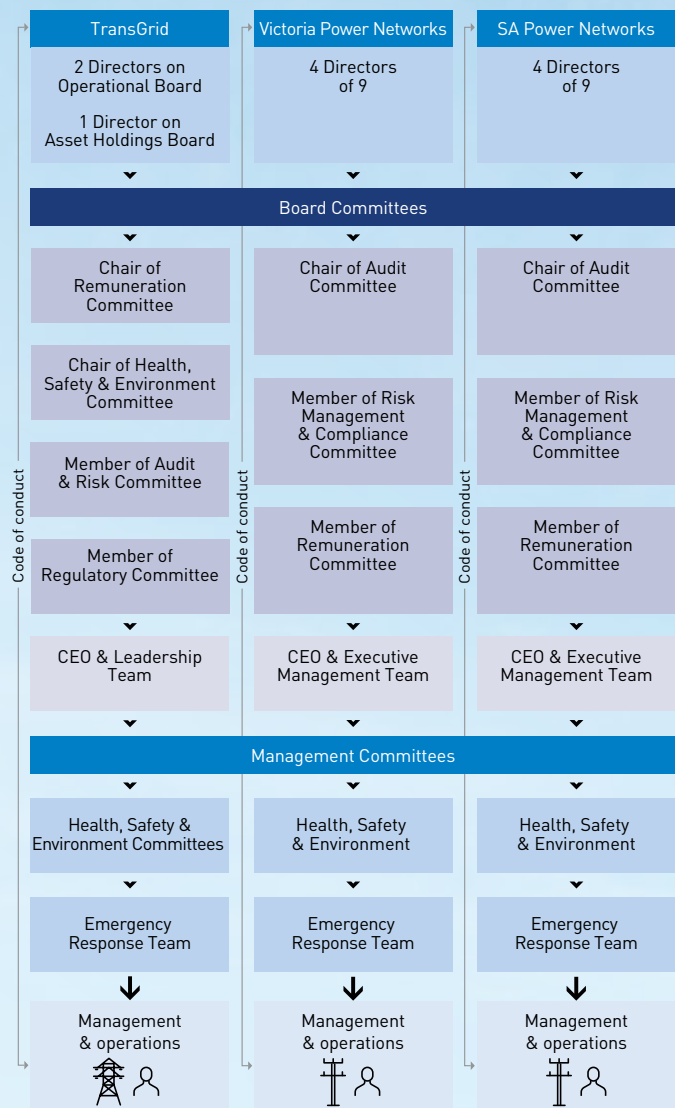 TransGrid
Victoria Power Networks
SA Power Networks
2 Directors on
Operational Board
1 Director on
Asset Holdings Board
4 Directors
of 9
4 Directors
of 9
Board Committees
Chair of
Remuneration
Committee
Chair of Health,
Safety & Environment
Committee
Member of Audit
& Risk Committee
Member of
Regulatory Committee
Chair of Audit
Committee
Member of Risk
Management
& Compliance
Committee
Member of
Remuneration
Committee
Chair of Audit
Committee
Member of Risk
Management
& Compliance
Committee
Member of
Remuneration
Committee
Code of conduct
Code of conduct
Code of conduct
CEO & Leadership
Team
CEO & Executive
Management Team
CEO & Executive
Management Team
Management Committees
Health, Safety &
Environment Committees
Health, Safety
& Environment
Health, Safety
& Environment
Emergency
Response Team
Emergency
Response Team
Emergency
Response Team
Management
& operations
Management
& operations
Management
& operations